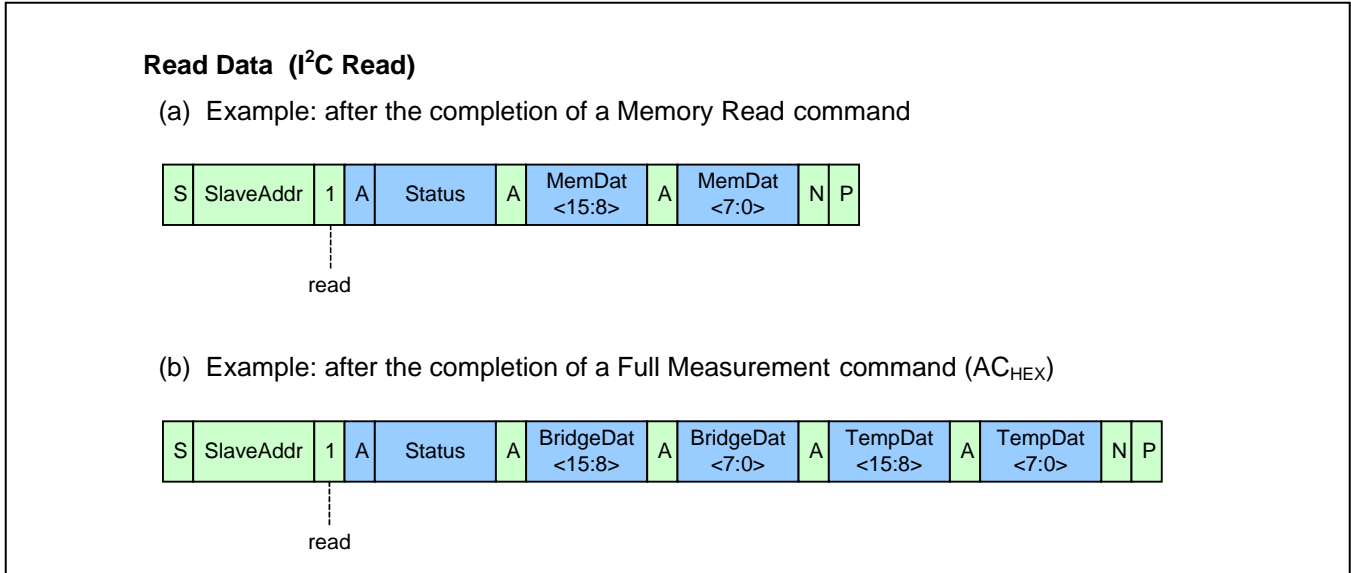 Read Data (I²C Read)
(a) Example: after the completion of a Memory Read command
S SlaveAddr 1 A Status A MemDat <15:8> A MemDat <7:0> N P
read
(b) Example: after the completion of a Full Measurement command (AC_HEX)
S SlaveAddr 1 A Status A BridgeDat <15:8> A BridgeDat <7:0> A TempDat <15:8> A TempDat <7:0> N P
read